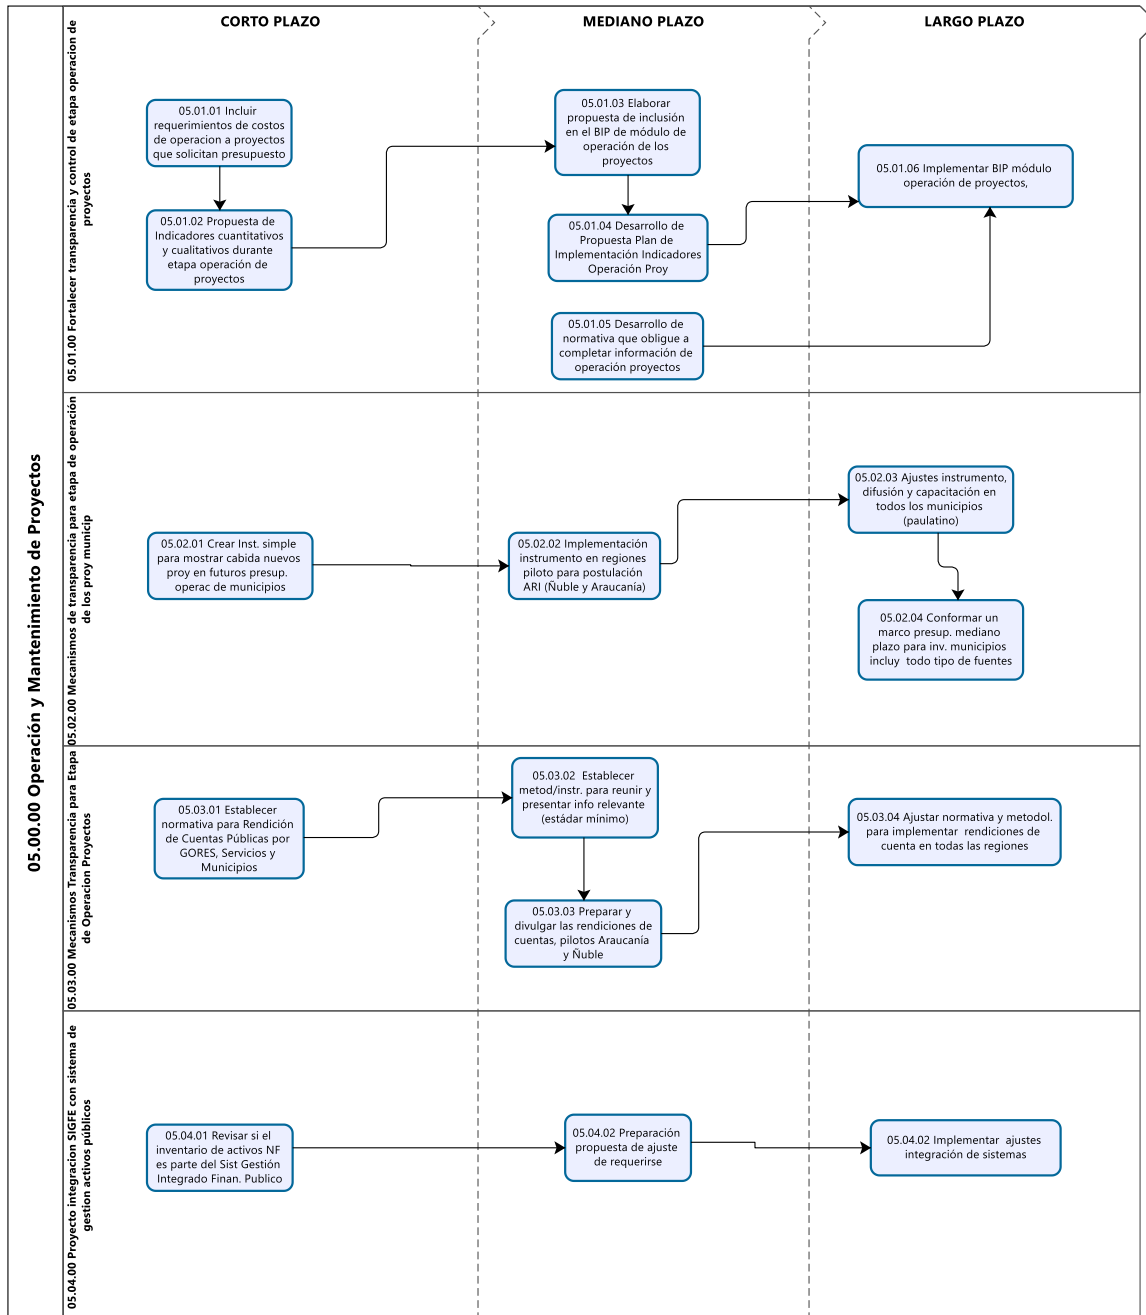 CORTO PLAZO
MEDIANO PLAZO
LARGO PLAZO
05.00.00 Operación y Mantenimiento de Proyectos
05.01.00 Fortalecer transparencia y control de etapa operacion de
proyectos
05.01.01 Incluir
requerimientos de costos
de operacion a proyectos
que solicitan presupuesto
05.01.02 Propuesta de
Indicadores cuantitativos
y cualitativos durante
etapa operación de
proyectos
05.01.03 Elaborar
propuesta de inclusión
en el BIP de módulo de
operación de los
proyectos
05.01.04 Desarrollo de
Propuesta Plan de
Implementación Indicadores
Operación Proy
05.01.05 Desarrollo de
normativa que obligue a
completar información de
operación proyectos
05.01.06 Implementar BIP módulo
operación de proyectos,
05.02.00 Mecanismos de transparencia para etapa de operación
de los proy municip
05.02.01 Crear Inst. simple
para mostrar cabida nuevos
proy en futuros presup.
operac de municipios
05.02.02 Implementación
instrumento en regiones
piloto para postulación
ARI (Ñuble y Araucanía)
05.02.03 Ajustes instrumento,
difusión y capacitación en
todos los municipios
(paulatino)
05.02.04 Conformar un
marco presup. mediano
plazo para inv. municipios
incluy todo tipo de fuentes
05.03.00 Mecanismos Transparencia para Etapa
de Operacion Proyectos
05.03.01 Establecer
normativa para Rendición
de Cuentas Públicas por
GORES, Servicios y
Municipios
05.03.02 Establecer
metod/instr. para reunir y
presentar info relevante
(estádar mínimo)
05.03.03 Preparar y
divulgar las rendiciones de
cuentas, pilotos Araucanía
y Ñuble
05.03.04 Ajustar normativa y metodol.
para implementar rendiciones de
cuenta en todas las regiones
05.04.00 Proyecto integracion SIGFE con sistema de
gestion activos públicos
05.04.01 Revisar si el
inventario de activos NF
es parte del Sist Gestión
Integrado Finan. Publico
05.04.02 Preparación
propuesta de ajuste
de requerirse
05.04.02 Implementar ajustes
integración de sistemas